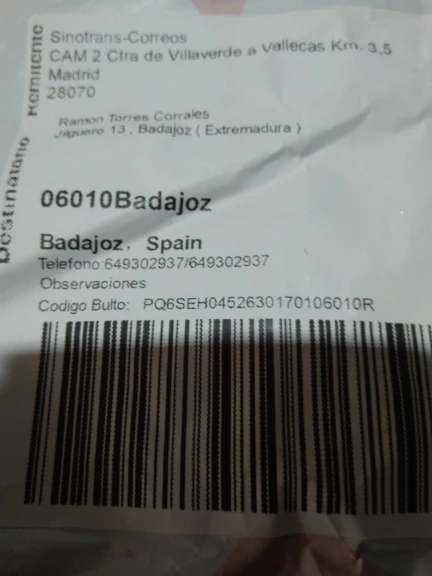 Remitente
Sinotrans-Correos
CAM 2 Ctra de Villaverde a Vallecas Km. 3,5
Madrid
28070
Destinatario
Ramon Torres Corrales
Jaguero 13 , Badajoz ( Extremadura )
06010Badajoz
Badajoz, Spain
Telefono:649302937/649302937
Observaciones
Codigo Bulto: PQ6SEH0452630170106010R